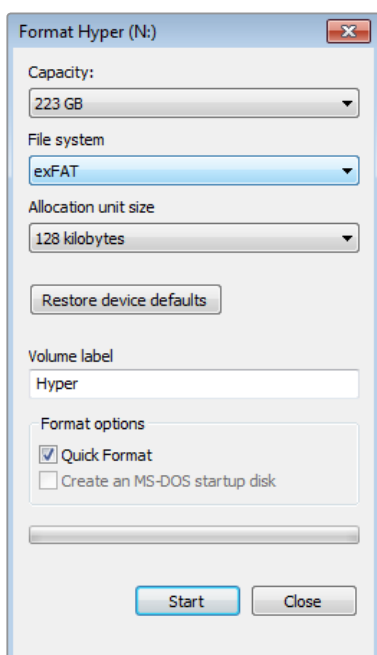 Format Hyper (N:)
Capacity:
223 GB
File system
exFAT
Allocation unit size
128 kilobytes
Restore device defaults
Volume label
Hyper
Format options
Quick Format
Create an MS-DOS startup disk
Start Close